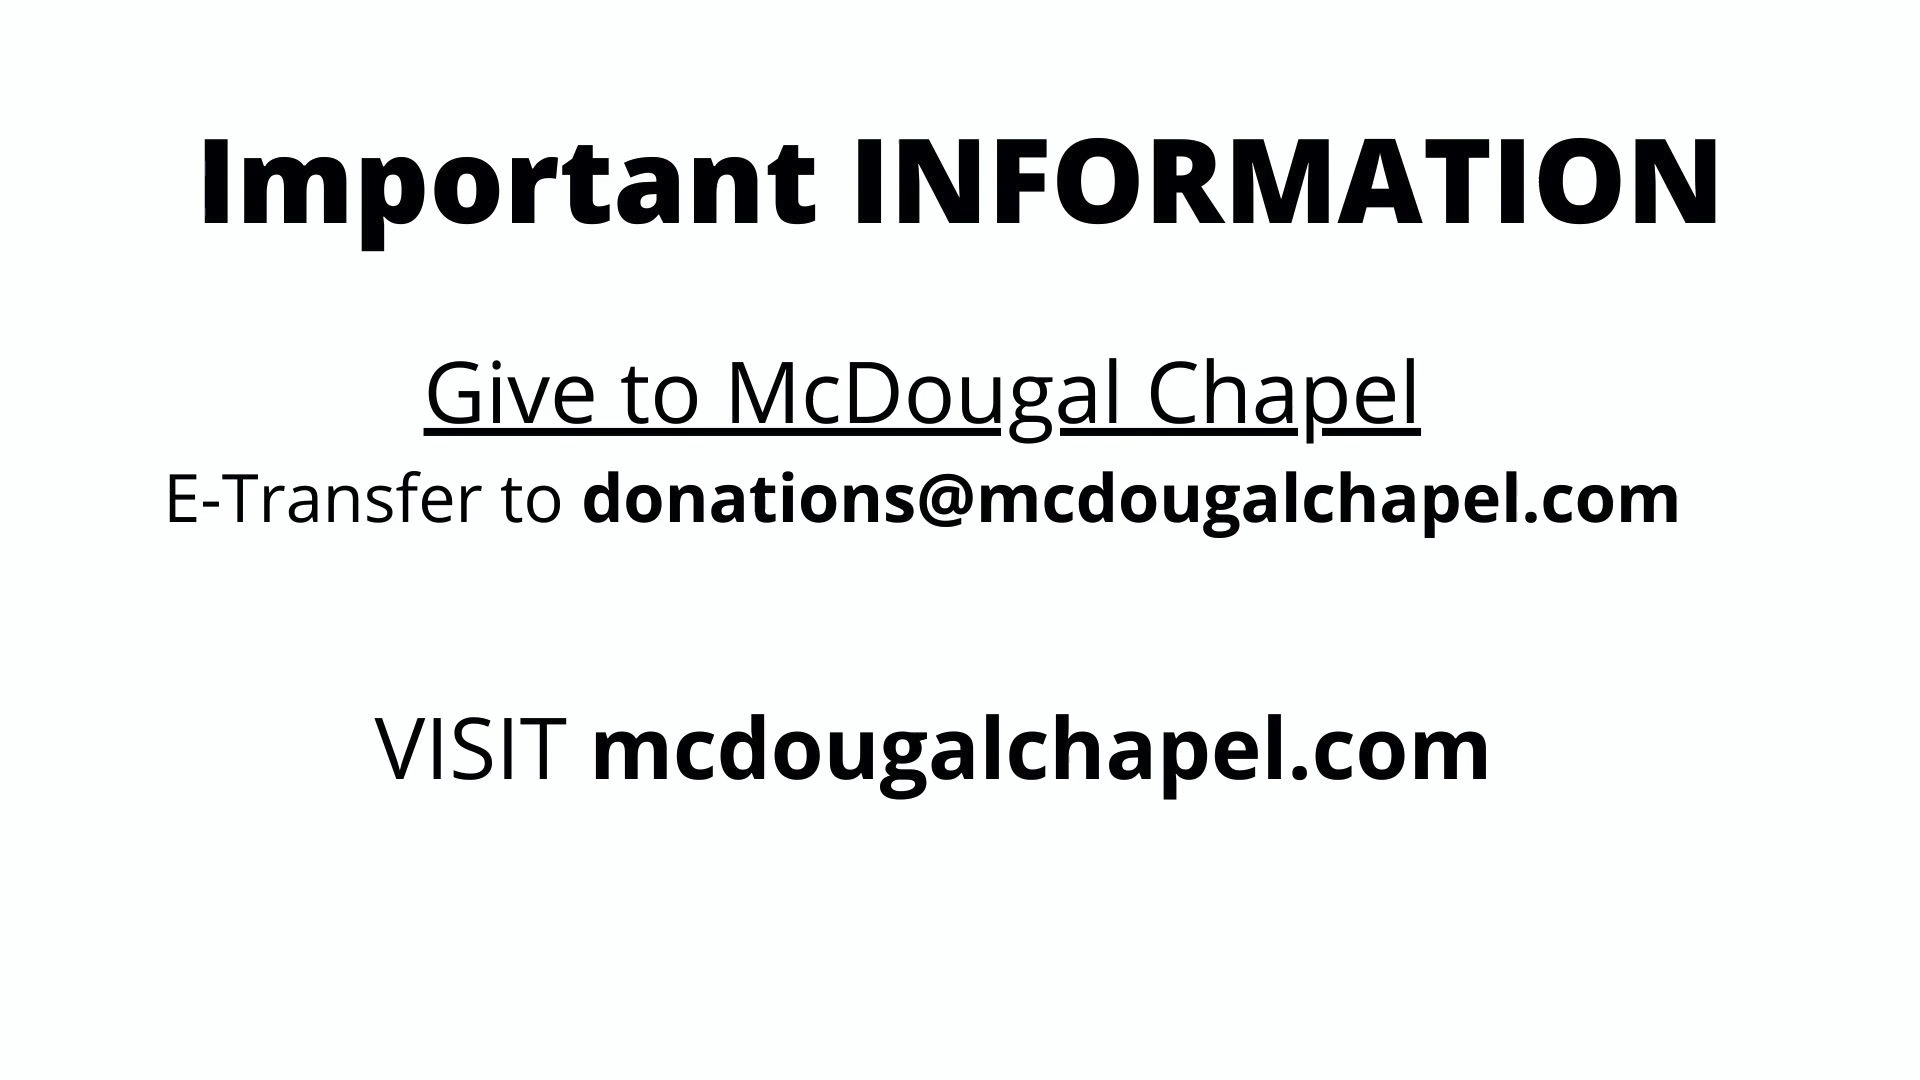 Important INFORMATION
Give to McDougal Chapel
E-Transfer to donations@mcdougalchapel.com
VISIT mcdougalchapel.com